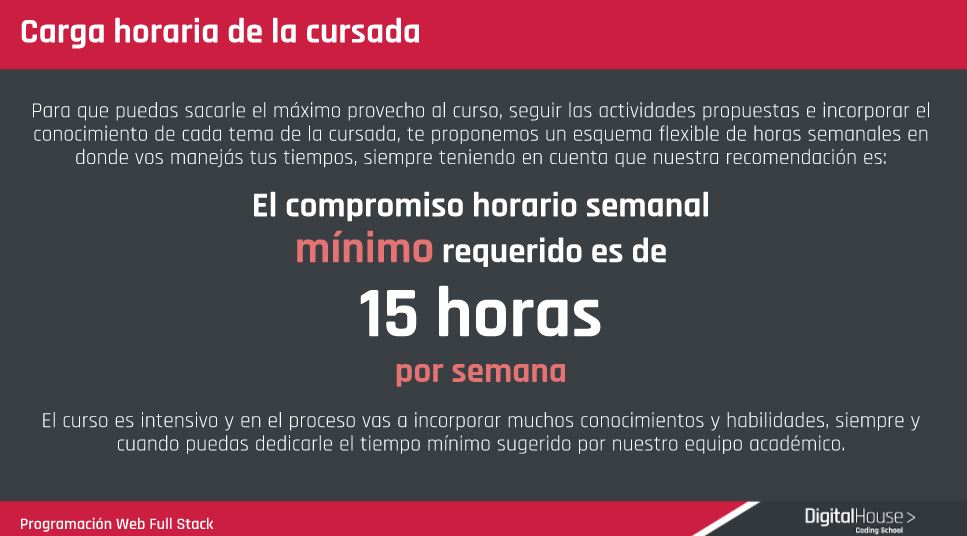 Carga horaria de la cursada
Para que puedas sacarle el máximo provecho al curso, seguir las actividades propuestas e incorporar el
conocimiento de cada tema de la cursada, te proponemos un esquema flexible de horas semanales en
donde vos manejás tus tiempos, siempre teniendo en cuenta que nuestra recomendación es:
El compromiso horario semanal
mínimo requerido es de
15 horas
por semana
El curso es intensivo y en el proceso vas a incorporar muchos conocimientos y habilidades, siempre y
cuando puedas dedicarle el tiempo mínimo sugerido por nuestro equipo académico.
Programación Web Full Stack
DigitalHouse>
Coding School